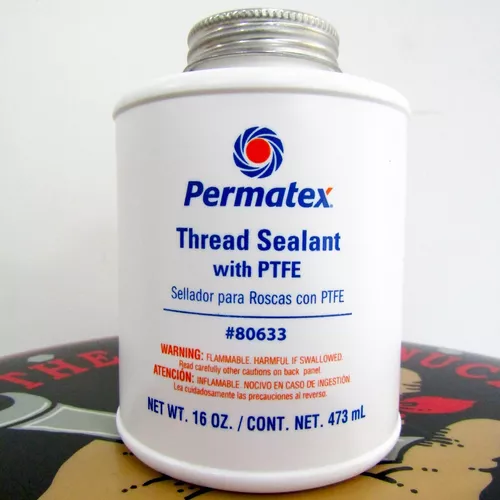 Permatex
Thread Sealant
with PTFE
Sellador para Roscas con PTFE
#80633
WARNING: FLAMMABLE. HARMFUL IF SWALLOWED.
Read carefully other cautions on back panel.
ATENCIÓN: INFLAMABLE. NOCIVO EN CASO DE INGESTIÓN.
Lea cuidadosamente las precauciones al reverso.
NET WT. 16 OZ. / CONT. NET. 473 mL
THE